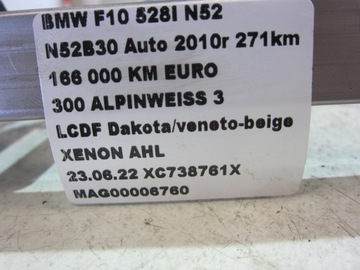 BMW F10 528I N52
N52B30 Auto 2010r 271km
166 000 KM EURO
300 ALPINWEISS 3
LCDF Dakota/veneto-beige
XENON AHL
23.06.22 XC738761X
MAG00006760